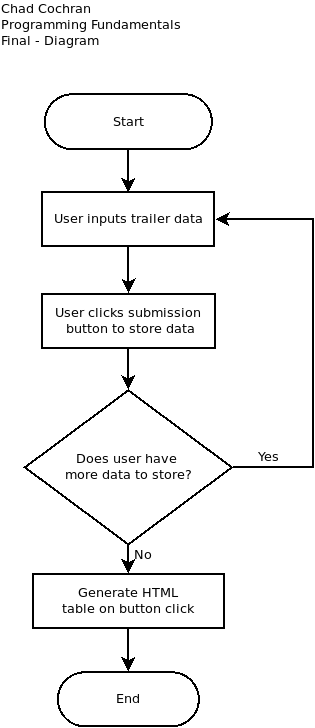 Chad Cochran
Programming Fundamentals
Final - Diagram
Start
User inputs trailer data
User clicks submission
button to store data
Does user have
more data to store?
Yes
No
Generate HTML
table on button click
End